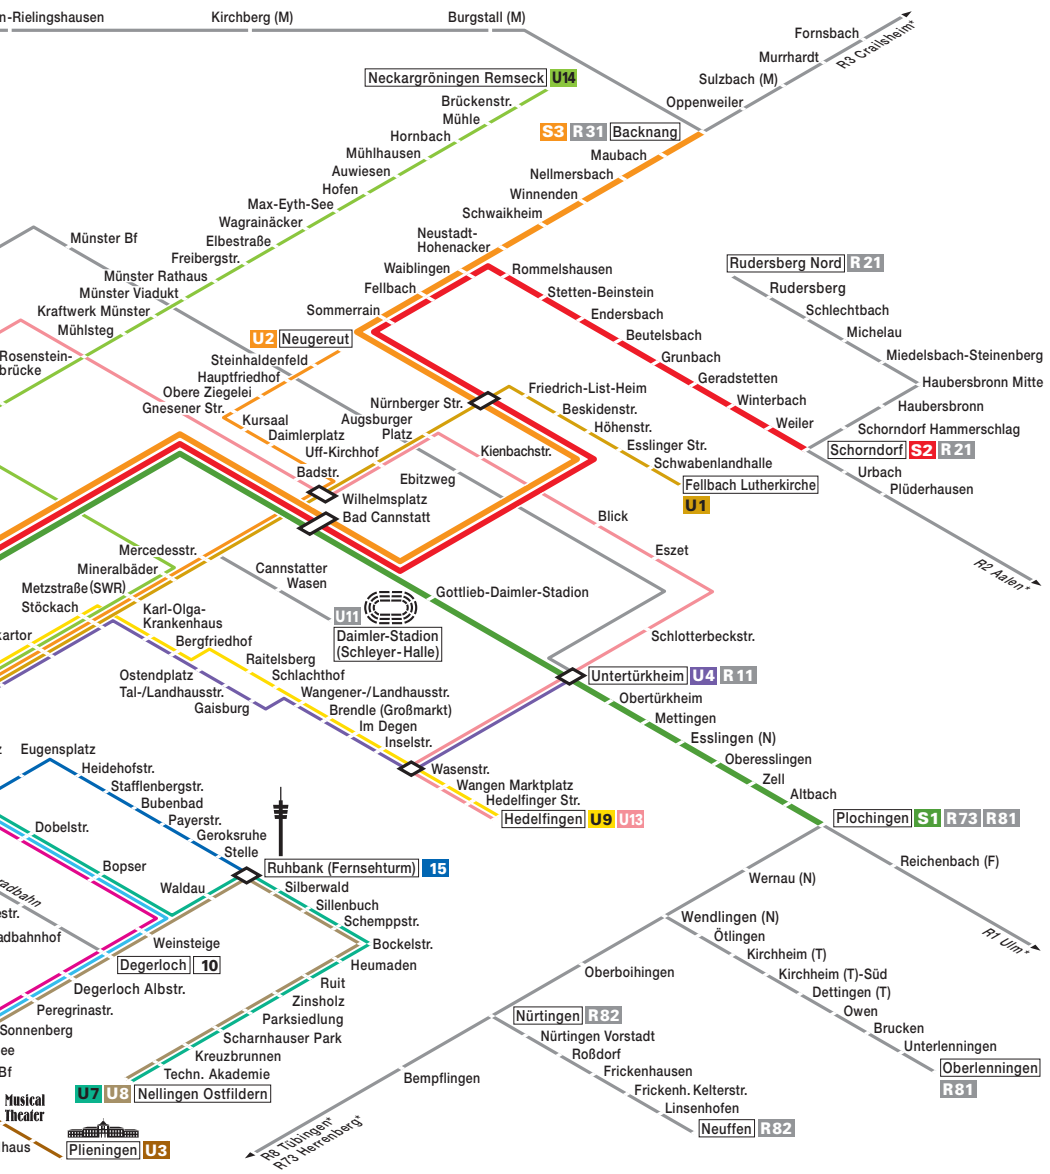 n-Rielingshausen
Kirchberg (M)
Burgstall (M)
Fornsbach
Murrhardt
R3 Crailsheim*
Sulzbach (M)
Oppenweiler
Neckargröningen Remseck U14
Brückenstr.
Mühle
Hornbach
Mühlhausen
Auwiesen
Hofen
Max-Eyth-See
Wagrainäcker
Elbestraße
Freibergstr.
S3 R31 Backnang
Maubach
Nellmersbach
Winnenden
Schwaikheim
Neustadt-
Hohenacker
Waiblingen
Fellbach
Sommerrain
Münster Bf
Münster Rathaus
Münster Viadukt
Kraftwerk Münster
Mühlsteg
Rosenstein-
brücke
Rommelshausen
Stetten-Beinstein
Endersbach
Beutelsbach
Grunbach
Geradstetten
Winterbach
Weiler
Schorndorf S2 R21
Rudersberg Nord R21
Rudersberg
Schlechtbach
Michelau
Miedelsbach-Steinenberg
Haubersbronn Mitte
Haubersbronn
Schorndorf Hammerschlag
Urbach
Plüderhausen
R2 Aalen*
U2 Neugereut
Steinhaldenfeld
Hauptfriedhof
Obere Ziegelei
Gnesener Str.
Kursaal
Daimlerplatz
Uff-Kirchhof
Badstr.
Nürnberger Str.
Augsburger
Platz
Ebitzweg
Kienbachstr.
Friedrich-List-Heim
Beskidenstr.
Höhenstr.
Esslinger Str.
Schwabenlandhalle
Fellbach Lutherkirche
U1
Wilhelmsplatz
Bad Cannstatt
Blick
Eszet
Schlotterbeckstr.
Mercedesstr.
Mineralbäder
Metzstraße (SWR)
Stöckach
kartor
Cannstatter
Wasen
U11
Daimler-Stadion
(Schleyer-Halle)
Gottlieb-Daimler-Stadion
Karl-Olga-
Krankenhaus
Bergfriedhof
Raitelsberg
Schlachthof
Wangener-/Landhausstr.
Brendle (Großmarkt)
Im Degen
Inselstr.
Ostendplatz
Tal-/Landhausstr.
Gaisburg
Wasenstr.
Wangen Marktplatz
Hedelfinger Str.
Hedelfingen U9 U13
Untertürkheim U4 R11
Obertürkheim
Mettingen
Esslingen (N)
Oberesslingen
Zell
Altbach
Plochingen S1 R73 R81
Reichenbach (F)
R1 Ulm*
z
Eugensplatz
Heidehofstr.
Stafflenbergstr.
Bubenbad
Payerstr.
Geroksruhe
Stelle
Ruhbank (Fernsehturm) 15
Dobelstr.
Bopser
Waldau
radbahn
estr.
adbahnhof
Weinsteige
Degerloch 10
Degerloch Albstr.
Peregrinastr.
Sonnenberg
ee
Bf
Silberwald
Sillenbuch
Schemppstr.
Bockelstr.
Heumaden
Ruit
Zinsholz
Parksiedlung
Scharnhauser Park
Kreuzbrunnen
Techn. Akademie
U7 U8 Nellingen Ostfildern
Musical
Theater
haus
Plieningen U3
Wernau (N)
Wendlingen (N)
Ötlingen
Kirchheim (T)
Kirchheim (T)-Süd
Dettingen (T)
Owen
Brucken
Unterlenningen
Oberlenningen
R81
Oberboihingen
Nürtingen R82
Nürtingen Vorstadt
Roßdorf
Frickenhausen
Frickenh. Kelterstr.
Linsenhofen
Neuffen R82
Bempflingen
R8 Tübingen*
R73 Herrenberg*